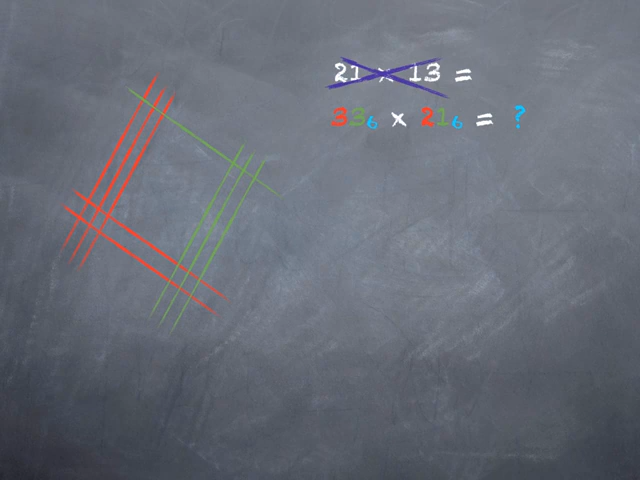 21 x 13 =
33₆ x 21₆ = ?